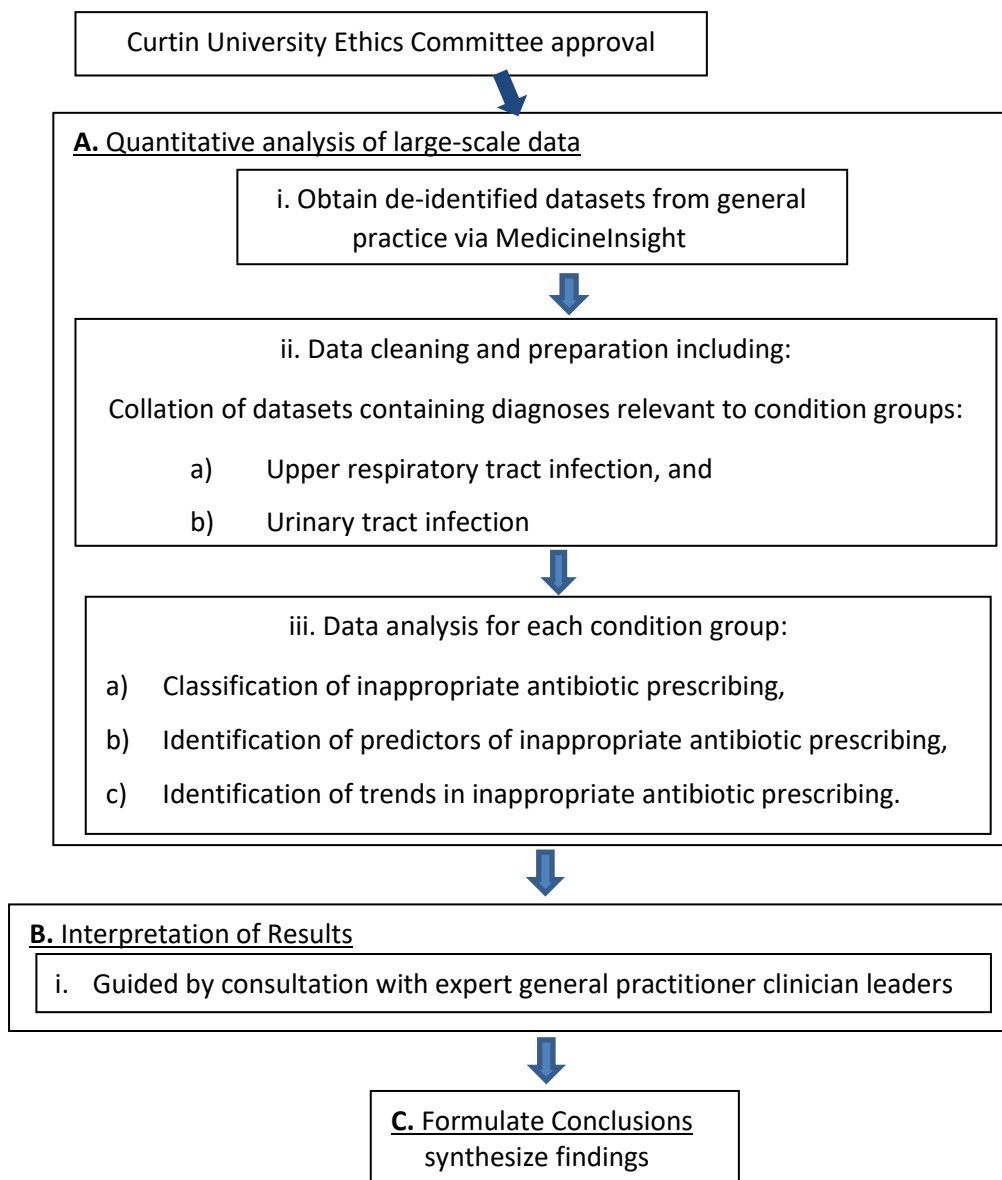 Curtin University Ethics Committee approval
A. Quantitative analysis of large-scale data
i. Obtain de-identified datasets from general
practice via MedicineInsight
ii. Data cleaning and preparation including:
Collation of datasets containing diagnoses relevant to condition groups:
a) Upper respiratory tract infection, and
b) Urinary tract infection
iii. Data analysis for each condition group:
a) Classification of inappropriate antibiotic prescribing,
b) Identification of predictors of inappropriate antibiotic prescribing,
c) Identification of trends in inappropriate antibiotic prescribing.
B. Interpretation of Results
i. Guided by consultation with expert general practitioner clinician leaders
C. Formulate Conclusions
synthesize findings